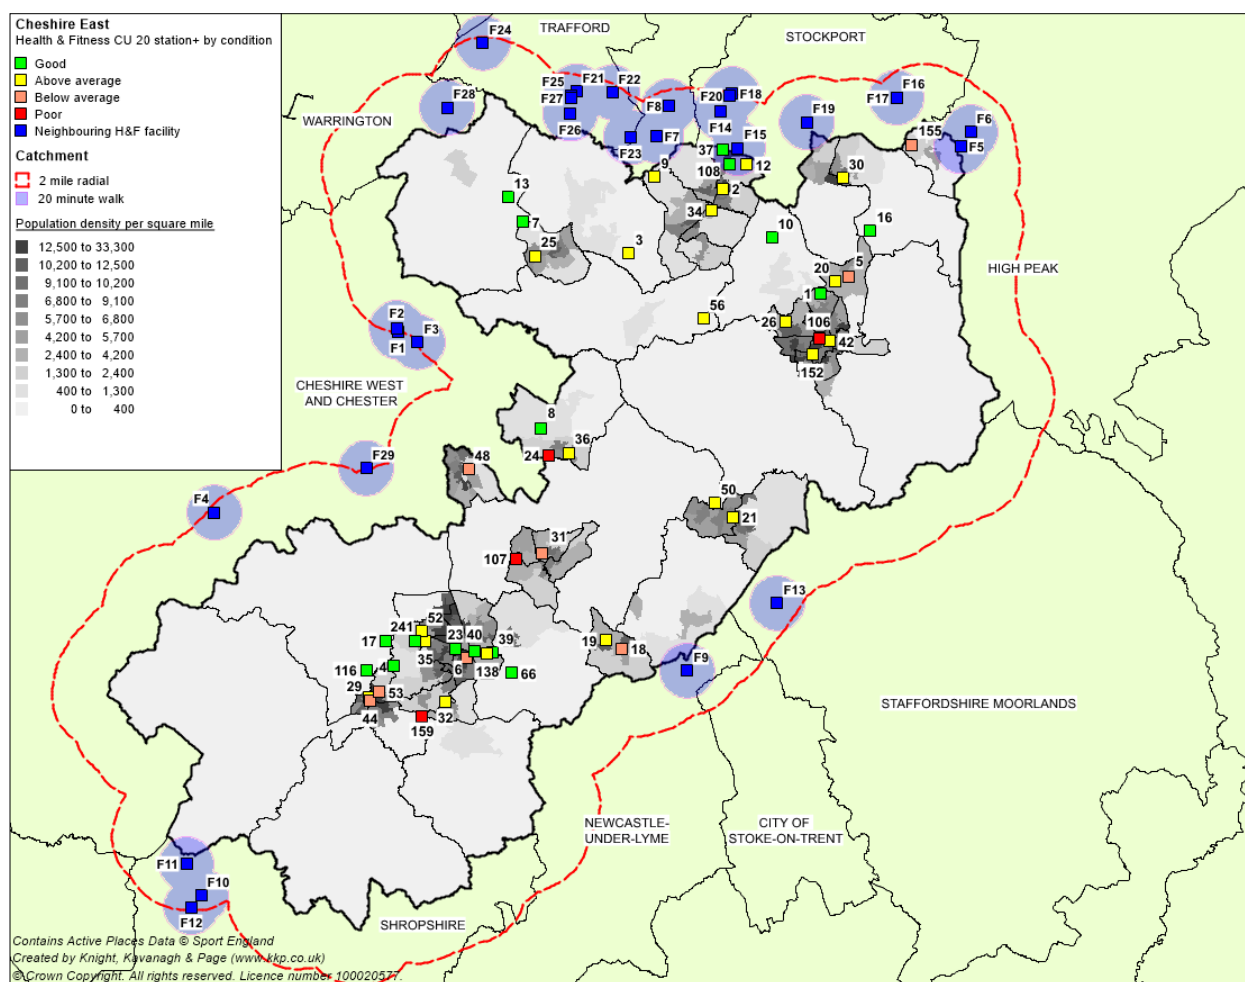 Cheshire East
Health & Fitness CU 20 station+ by condition
Good
Above average
Below average
Poor
Neighbouring H&F facility
Catchment
2 mile radial
20 minute walk
Population density per square mile
12,500 to 33,300
10,200 to 12,500
9,100 to 10,200
6,800 to 9,100
5,700 to 6,800
4,200 to 5,700
2,400 to 4,200
1,300 to 2,400
400 to 1,300
0 to 400
TRAFFORD
STOCKPORT
WARRINGTON
HIGH PEAK
CHESHIRE WEST
AND CHESTER
STAFFORDSHIRE MOORLANDS
NEWCASTLE-
UNDER-LYME
CITY OF
STOKE-ON-TRENT
SHROPSHIRE
F24
F28
F25
F21
F22
F27
F26
F8
F23
F7
F20
F18
F14
F15
F19
F16
F17
F6
F5
155
37
12
108
9
2
34
30
13
7
25
3
10
16
20
5
56
26
106
42
152
F2
F3
F1
8
36
24
48
F29
F4
50
21
31
107
F13
F9
19
18
52
241
17
23
40
39
35
6
138
66
116
4
29
53
44
32
159
F11
F10
F12
Contains Active Places Data © Sport England
Created by Knight, Kavanagh & Page (www.kkp.co.uk)
© Crown Copyright. All rights reserved. Licence number 100020577.